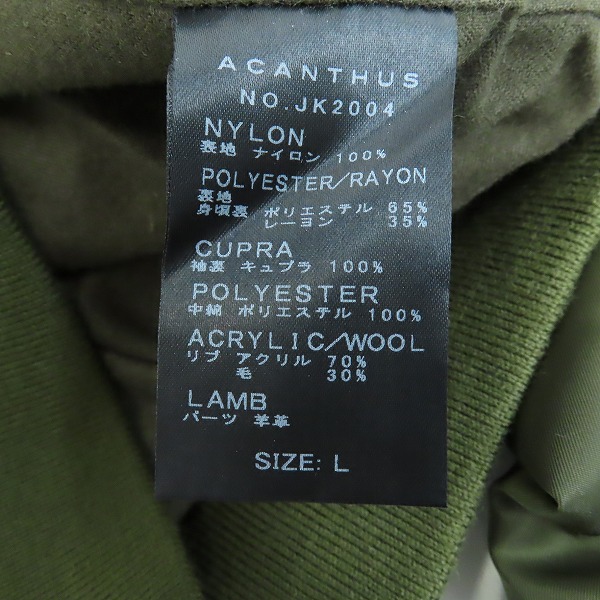 ACANTHUS
NO.JK2004
NYLON
表地 ナイロン 100%
POLYESTER/RAYON
裏地
身頃裏 ポリエステル 65%
レーヨン 35%
CUPRA
袖裏 キュプラ 100%
POLYESTER
中綿 ポリエステル 100%
ACRYLIC/WOOL
リブ アクリル 70%
毛 30%
LAMB
パーツ 羊革
SIZE: L